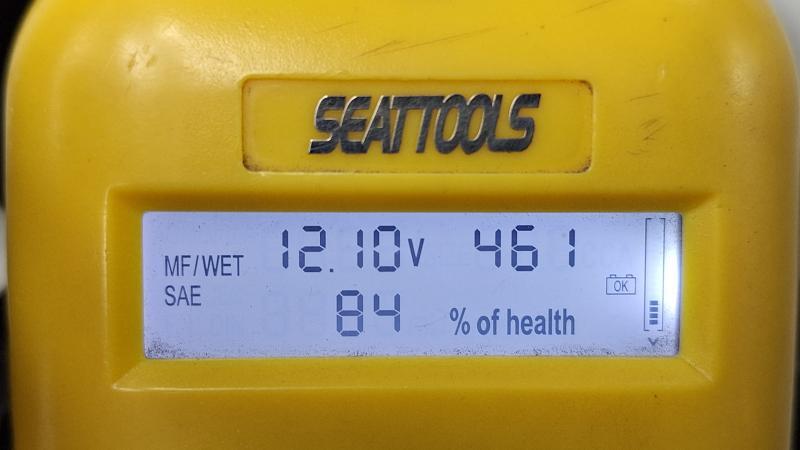 SEATTOOLS
MF/WET 12.10V 461
SAE OK
84 % of health